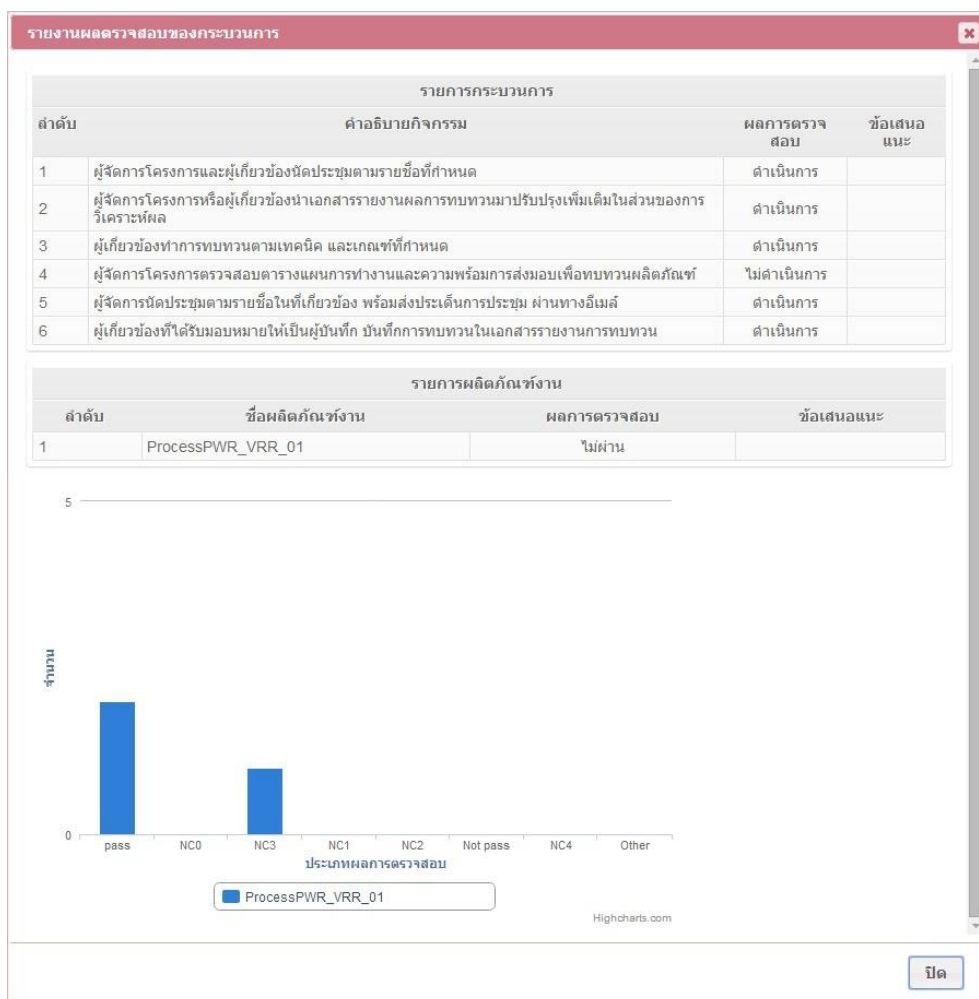 รายงานผลตรวจสอบของกระบวนการ
รายการกระบวนการ
ลำดับ คำอธิบายกิจกรรม ผลการตรวจสอบ ข้อเสนอแนะ
1 ผู้จัดการโครงการและผู้เกี่ยวข้องนัดประชุมตามรายชื่อที่กำหนด ดำเนินการ
2 ผู้จัดการโครงการหรือผู้เกี่ยวข้องนำเอกสารรายงานผลการทบทวนมาปรับปรุงเพิ่มเติมในส่วนของการ
วิเคราะห์ผล ดำเนินการ
3 ผู้เกี่ยวข้องทำการทบทวนตามเทคนิค และเกณฑ์ที่กำหนด ดำเนินการ
4 ผู้จัดการโครงการตรวจสอบตารางแผนการทำงานและความพร้อมการส่งมอบเพื่อทบทวนผลิตภัณฑ์ ไม่ดำเนินการ
5 ผู้จัดการนัดประชุมตามรายชื่อในที่เกี่ยวข้อง พร้อมส่งประเด็นการประชุม ผ่านทางอีเมล์ ดำเนินการ
6 ผู้เกี่ยวข้องที่ได้รับมอบหมายให้เป็นผู้บันทึก บันทึกการทบทวนในเอกสารรายงานการทบทวน ดำเนินการ
รายการผลิตภัณฑ์งาน
ลำดับ ชื่อผลิตภัณฑ์งาน ผลการตรวจสอบ ข้อเสนอแนะ
1 ProcessPWR_VRR_01 ไม่ผ่าน
5
จำนวน
0
pass NC0 NC3 NC1 NC2 Not pass NC4 Other
ประเภทผลการตรวจสอบ
ProcessPWR_VRR_01
Highcharts.com
ปิด